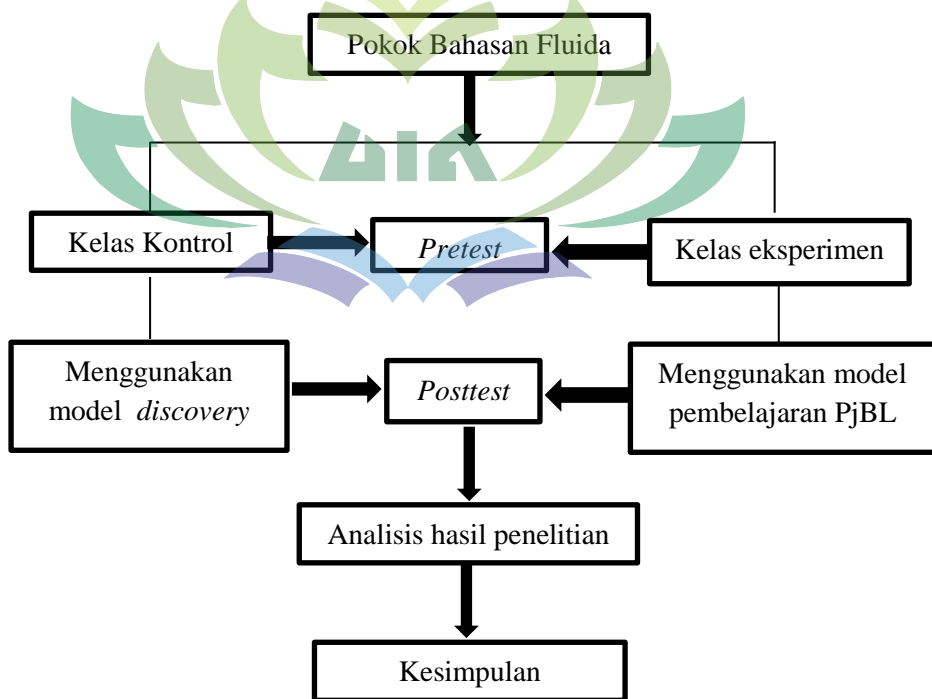 Pokok Bahasan Fluida
Kelas Kontrol
Pretest
Kelas eksperimen
Menggunakan
model discovery
Posttest
Menggunakan model
pembelajaran PjBL
Analisis hasil penelitian
Kesimpulan